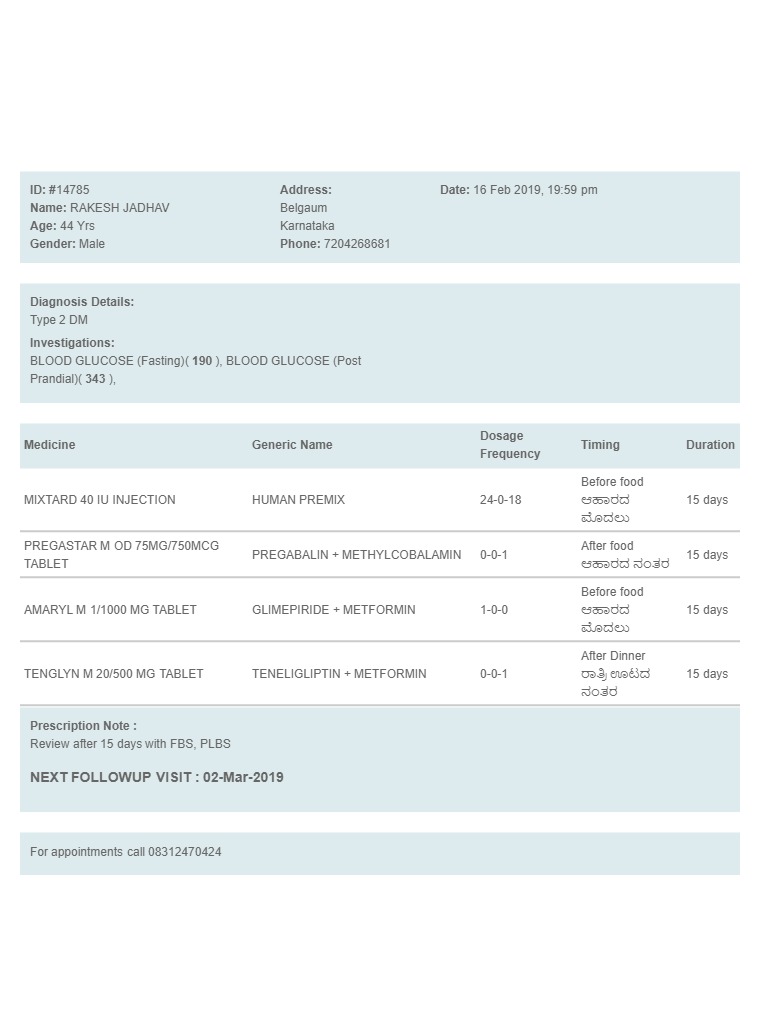 ID: #14785
Name: RAKESH JADHAV
Age: 44 Yrs
Gender: Male
Address:
Belgaum
Karnataka
Phone: 7204268681
Date: 16 Feb 2019, 19:59 pm
Diagnosis Details:
Type 2 DM
Investigations:
BLOOD GLUCOSE (Fasting)( 190 ), BLOOD GLUCOSE (Post
Prandial)( 343 ),
Medicine Generic Name Dosage Frequency Timing Duration
MIXTARD 40 IU INJECTION HUMAN PREMIX 24-0-18 Before food ಆಹಾರದ ಮೊದಲು 15 days
PREGASTAR M OD 75MG/750MCG TABLET PREGABALIN + METHYLCOBALAMIN 0-0-1 After food ಆಹಾರದ ನಂತರ 15 days
AMARYL M 1/1000 MG TABLET GLIMEPIRIDE + METFORMIN 1-0-0 Before food ಆಹಾರದ ಮೊದಲು 15 days
TENGLYN M 20/500 MG TABLET TENELIGLIPTIN + METFORMIN 0-0-1 After Dinner ರಾತ್ರಿ ಊಟದ ನಂತರ 15 days
Prescription Note :
Review after 15 days with FBS, PLBS
NEXT FOLLOWUP VISIT : 02-Mar-2019
For appointments call 08312470424